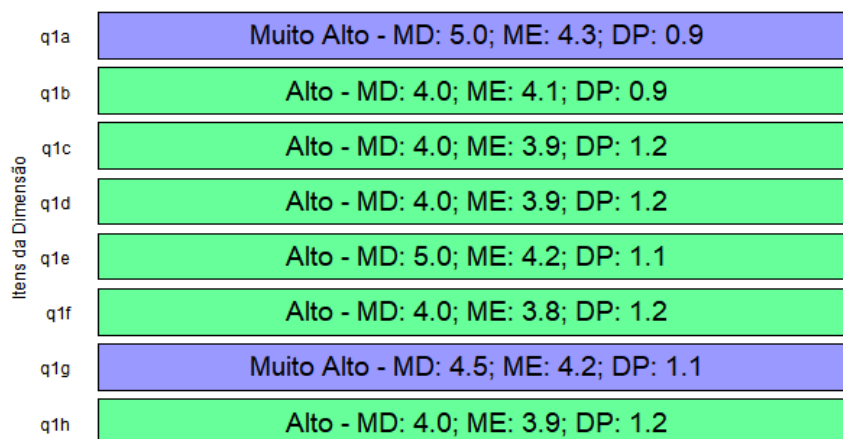 q1a Muito Alto - MD: 5.0; ME: 4.3; DP: 0.9
q1b Alto - MD: 4.0; ME: 4.1; DP: 0.9
q1c Alto - MD: 4.0; ME: 3.9; DP: 1.2
q1d Alto - MD: 4.0; ME: 3.9; DP: 1.2
q1e Alto - MD: 5.0; ME: 4.2; DP: 1.1
q1f Alto - MD: 4.0; ME: 3.8; DP: 1.2
q1g Muito Alto - MD: 4.5; ME: 4.2; DP: 1.1
q1h Alto - MD: 4.0; ME: 3.9; DP: 1.2
Itens da Dimensão